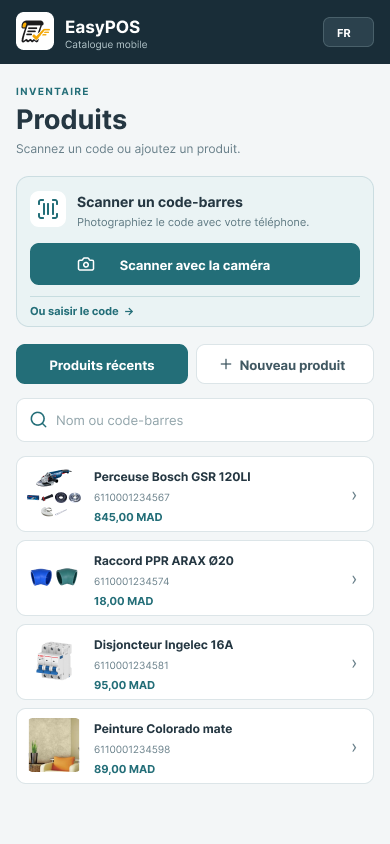 EasyPOS
Catalogue mobile
FR
INVENTAIRE
Produits
Scannez un code ou ajoutez un produit.
Scanner un code-barres
Photographiez le code avec votre téléphone.
Scanner avec la caméra
Ou saisir le code →
Produits récents
+ Nouveau produit
Nom ou code-barres
Perceuse Bosch GSR 120LI
6110001234567
845,00 MAD
Raccord PPR ARAX Ø20
6110001234574
18,00 MAD
Disjoncteur Ingelec 16A
6110001234581
95,00 MAD
Peinture Colorado mate
6110001234598
89,00 MAD